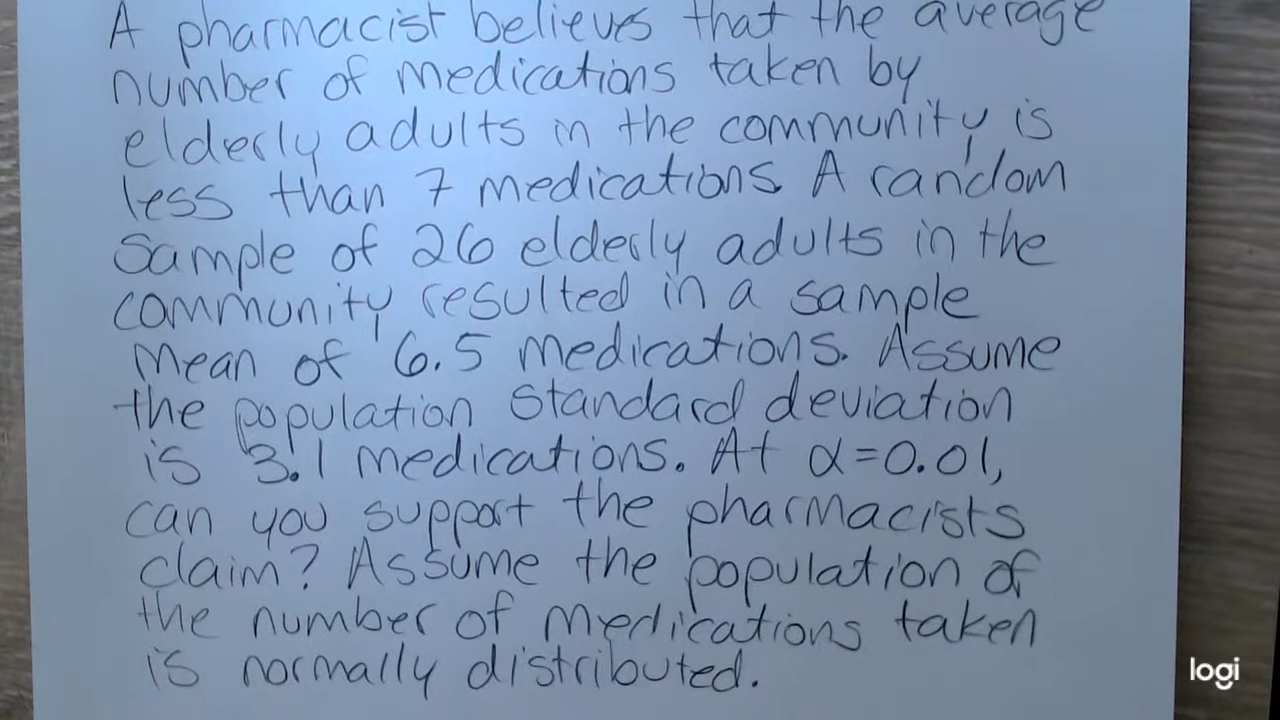 A pharmacist believes that the average
number of medications taken by
elderly adults in the community is
less than 7 medications. A random
Sample of 26 elderly adults in the
community resulted in a sample
mean of 6.5 medications. Assume
the population standard deviation
is 3.1 medications. At α=0.01,
can you support the pharmacists
claim? Assume the population of
the number of medications taken
is normally distributed.
logi